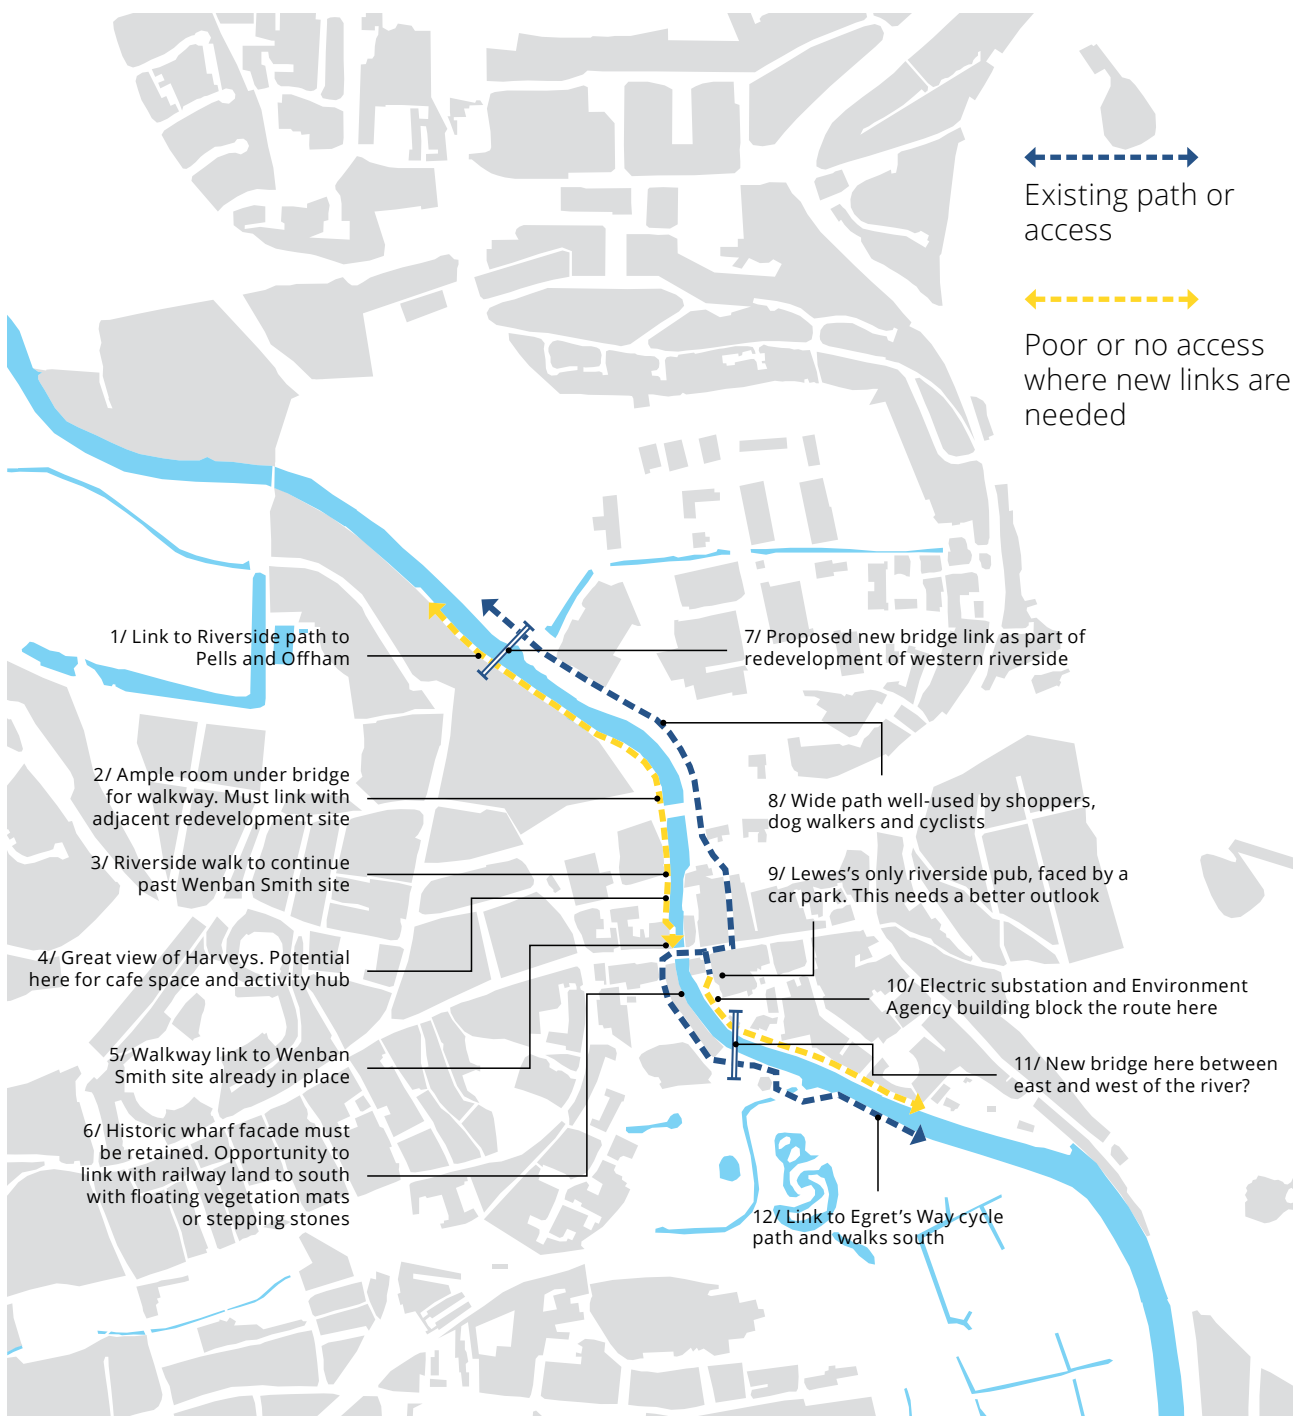 Existing path or
access
Poor or no access
where new links are
needed
1/ Link to Riverside path to
Pells and Offham
2/ Ample room under bridge
for walkway. Must link with
adjacent redevelopment site
3/ Riverside walk to continue
past Wenban Smith site
4/ Great view of Harveys. Potential
here for cafe space and activity hub
5/ Walkway link to Wenban
Smith site already in place
6/ Historic wharf facade must
be retained. Opportunity to
link with railway land to south
with floating vegetation mats
or stepping stones
7/ Proposed new bridge link as part of
redevelopment of western riverside
8/ Wide path well-used by shoppers,
dog walkers and cyclists
9/ Lewes’s only riverside pub, faced by a
car park. This needs a better outlook
10/ Electric substation and Environment
Agency building block the route here
11/ New bridge here between
east and west of the river?
12/ Link to Egret’s Way cycle
path and walks south